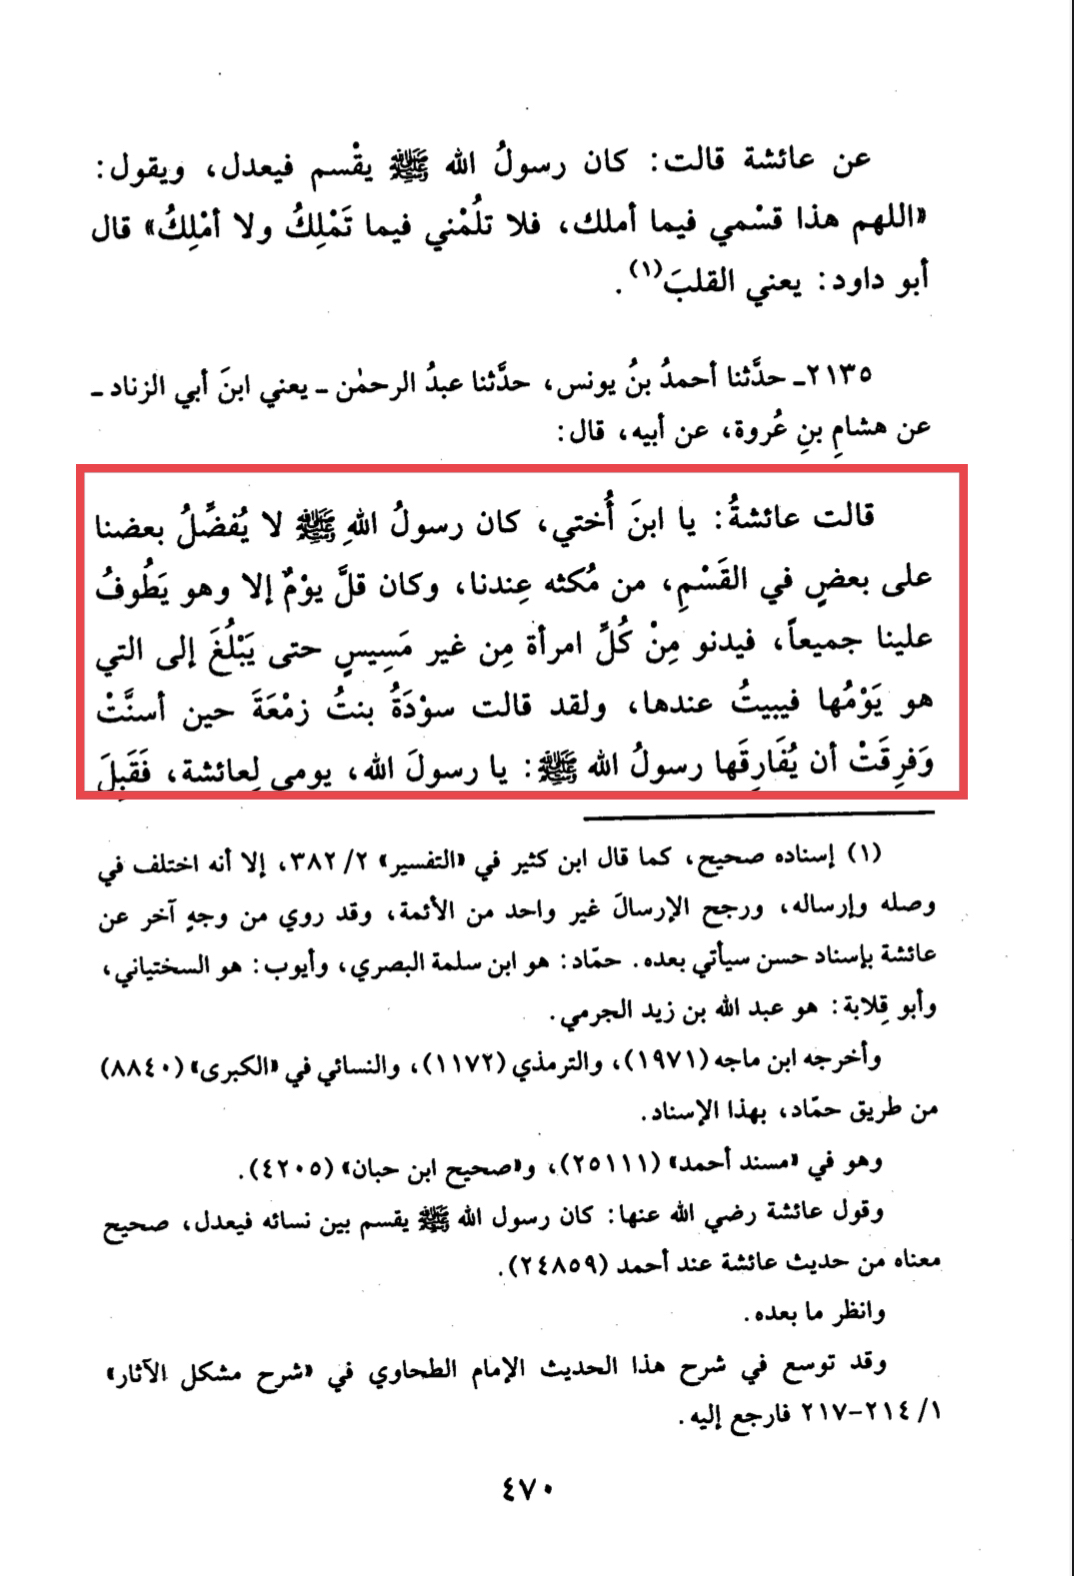 عن عائشة قالت: كان رسولُ الله ﷺ يقْسم فيعدل، ويقول:
«اللهم هذا قسْمي فيما أملك، فلا تلُمْني فيما تَمْلِكُ ولا أمْلِكُ» قال
أبو داود: يعني القلبَ(١).
٢١٣٥ـ حدَّثنا أحمدُ بنُ يونس، حدَّثنا عبدُ الرحمٰن ـ يعني ابنَ أبي الزناد ـ
عن هشامِ بنِ عُروة، عن أبيه، قال:
قالت عائشةُ: يا ابنَ أُختي، كان رسولُ اللهِ ﷺ لا يُفضِّلُ بعضنا
على بعضٍ في القَسْمِ، من مُكثه عِندنا، وكان قلَّ يوْمٌ إلا وهو يَطُوفُ
علينا جميعاً، فيدنو مِنْ كُلِّ امرأة مِن غير مَسِيسٍ حتى يَبْلُغَ إلى التي
هو يَوْمُها فيبيتُ عندها، ولقد قالت سوْدَةُ بنتُ زمْعَةَ حين أسنَّتْ
وَفرِقَتْ أن يُفَارِقَها رسولُ الله ﷺ: يا رسولَ الله، يومي لِعائشة، فَقَبِلَ
(١) إسناده صحيح، كما قال ابن كثير في «التفسير» ٢/ ٣٨٢، إلا أنه اختلف في
وصله وإرساله، ورجح الإرسالَ غير واحد من الأئمة، وقد روي من وجهٍ آخر عن
عائشة بإسناد حسن سيأتي بعده. حمّاد: هو ابن سلمة البصري، وأيوب: هو السختياني،
وأبو قِلابة: هو عبد الله بن زيد الجرمي.
وأخرجه ابن ماجه (١٩٧١)، والترمذي (١١٧٢)، والنسائي في «الكبرى» (٨٨٤٠)
من طريق حمّاد، بهذا الإسناد.
وهو في «مسند أحمد» (٢٥١١١)، و«صحيح ابن حبان» (٤٢٠٥).
وقول عائشة رضي الله عنها: كان رسول الله ﷺ يقسم بين نسائه فيعدل، صحيح
معناه من حديث عائشة عند أحمد (٢٤٨٥٩).
وانظر ما بعده.
وقد توسع في شرح هذا الحديث الإمام الطحاوي في «شرح مشكل الآثار»
١/ ٢١٤-٢١٧ فارجع إليه.
٤٧٠